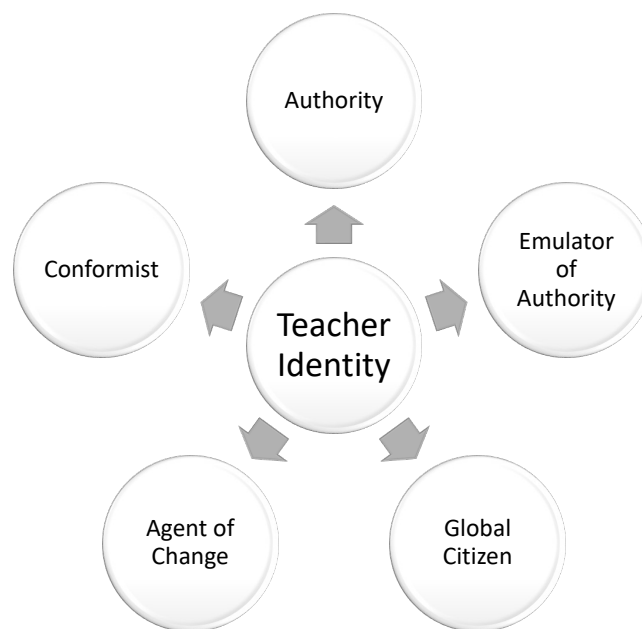 Authority
Conformist
Emulator
of
Authority
Teacher
Identity
Agent of
Change
Global
Citizen